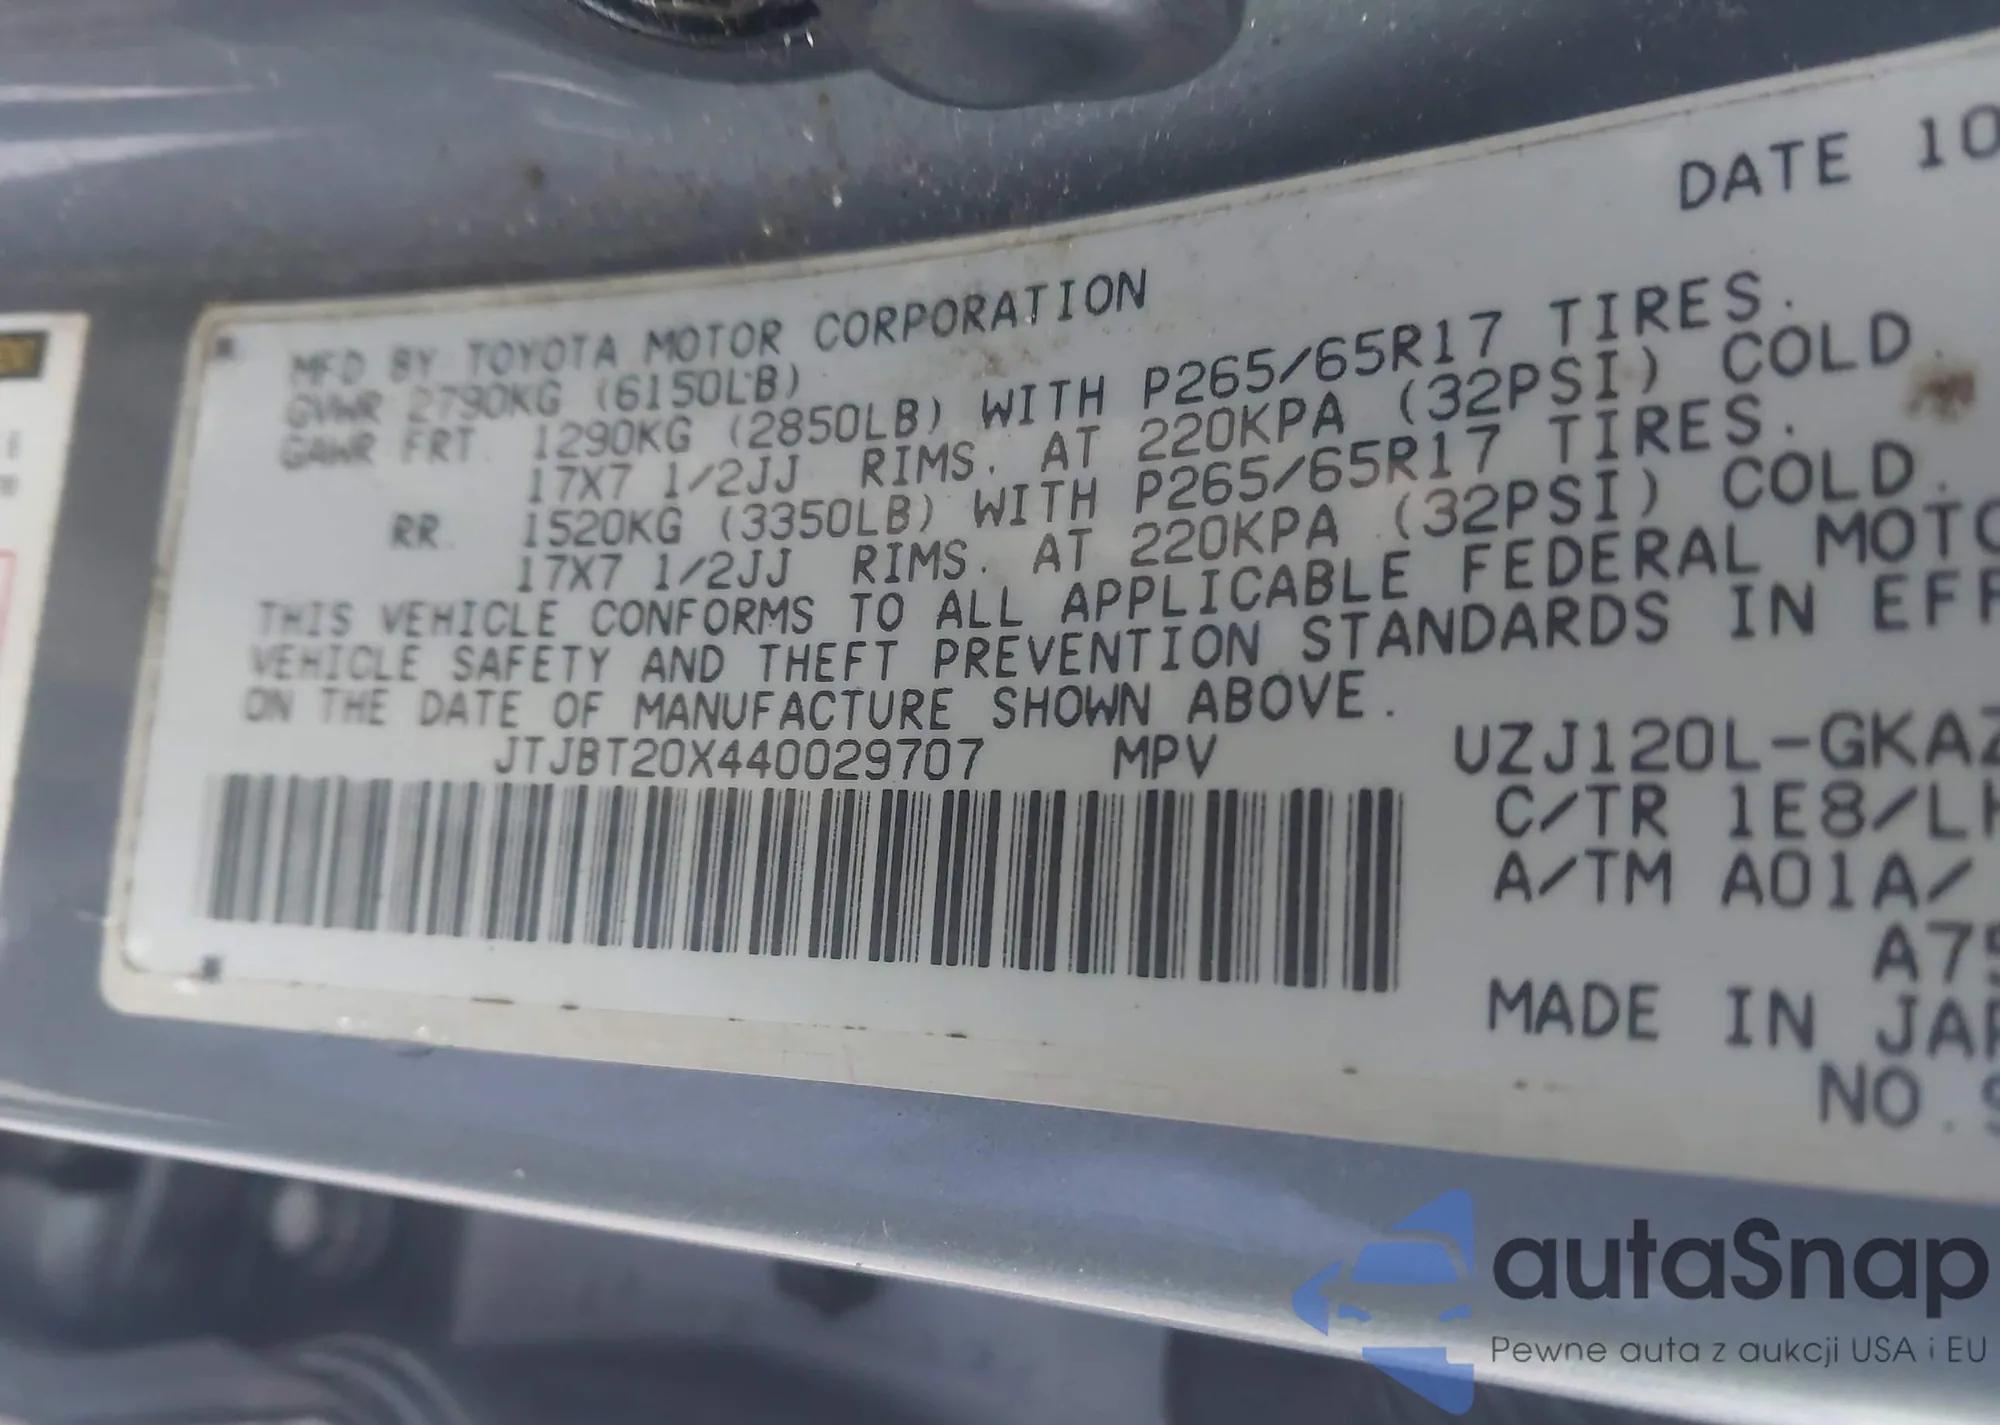 DATE 10
MFD BY TOYOTA MOTOR CORPORATION
GVWR 2790KG (6150LB)
GAWR FRT. 1290KG (2850LB) WITH P265/65R17 TIRES.
17X7 1/2JJ RIMS. AT 220KPA (32PSI) COLD.
RR. 1520KG (3350LB) WITH P265/65R17 TIRES.
17X7 1/2JJ RIMS. AT 220KPA (32PSI) COLD.
THIS VEHICLE CONFORMS TO ALL APPLICABLE FEDERAL MOTO
VEHICLE SAFETY AND THEFT PREVENTION STANDARDS IN EFF
ON THE DATE OF MANUFACTURE SHOWN ABOVE.
JTJBT20X440029707 MPV UZJ120L-GKAZ
C/TR 1E8/LH
A/TM A01A/
A75
MADE IN JAP
NO.S
autaSnap
Pewne auta z aukcji USA i EU